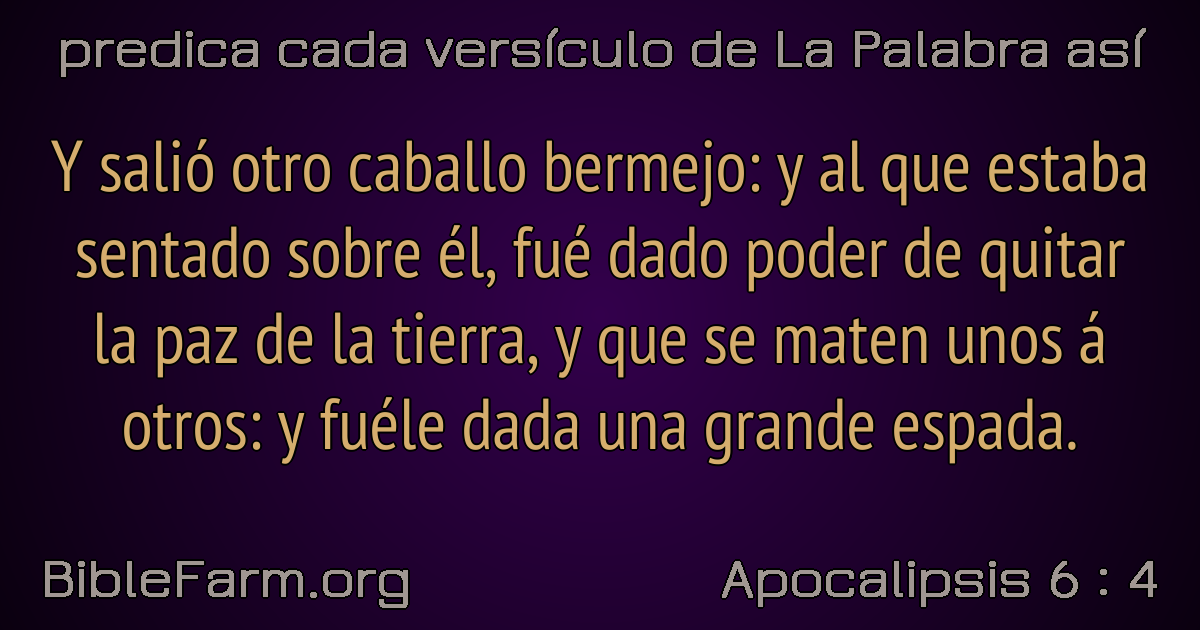 predica cada versículo de La Palabra así
Y salió otro caballo bermejo: y al que estaba
sentado sobre él, fué dado poder de quitar
la paz de la tierra, y que se maten unos á
otros: y fuéle dada una grande espada.
BibleFarm.org
Apocalipsis 6 : 4